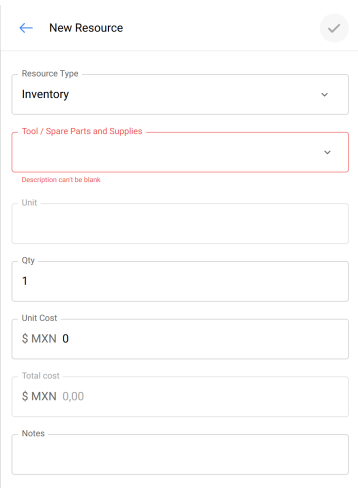 New Resource
Resource Type
Inventory
Tool / Spare Parts and Supplies
Description can't be blank
Unit
Qty
1
Unit Cost
$ MXN 0
Total cost
$ MXN 0,00
Notes